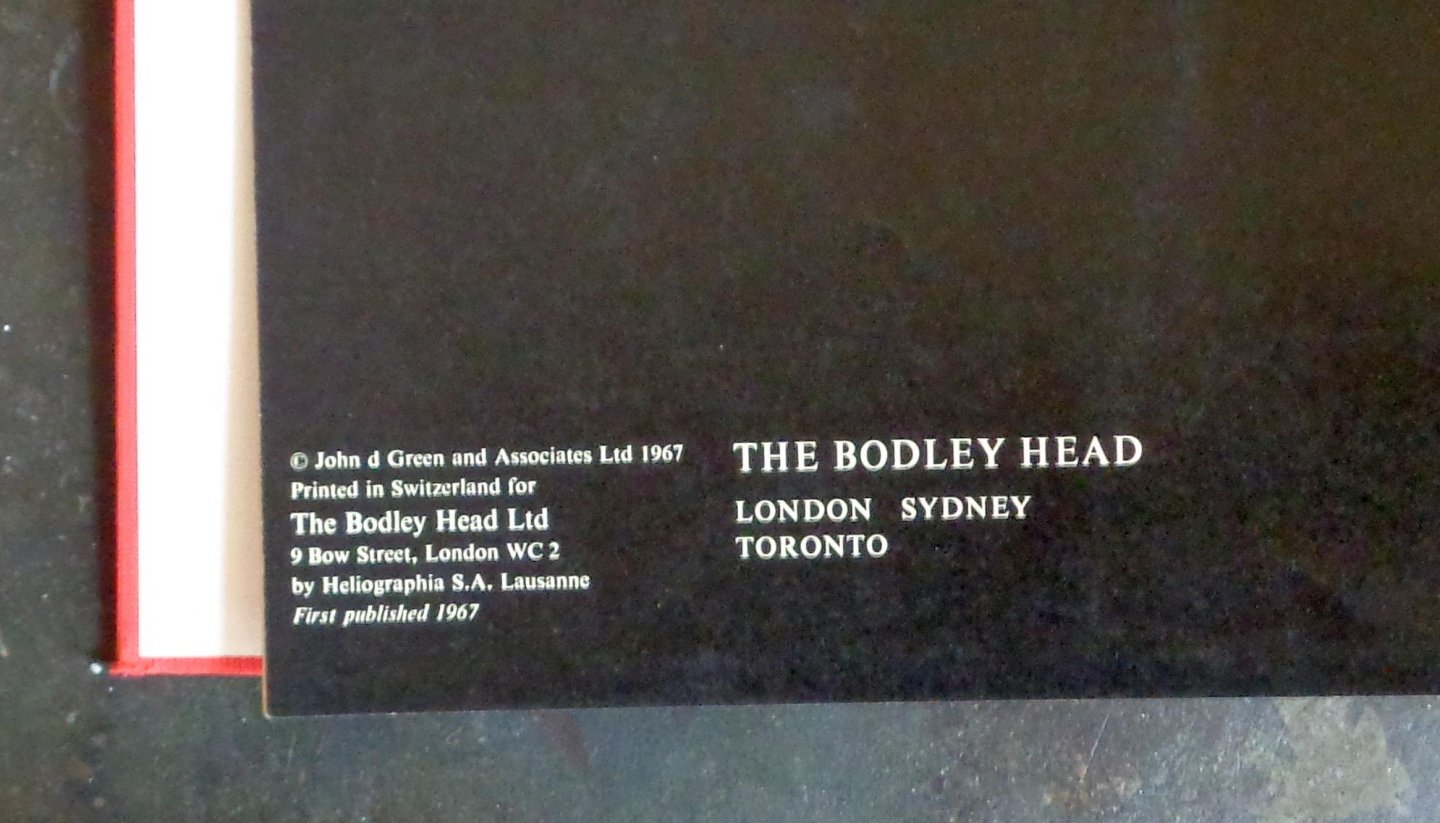 © John d Green and Associates Ltd 1967
Printed in Switzerland for
The Bodley Head Ltd
9 Bow Street, London WC 2
by Heliographia S.A. Lausanne
First published 1967
THE BODLEY HEAD
LONDON SYDNEY
TORONTO